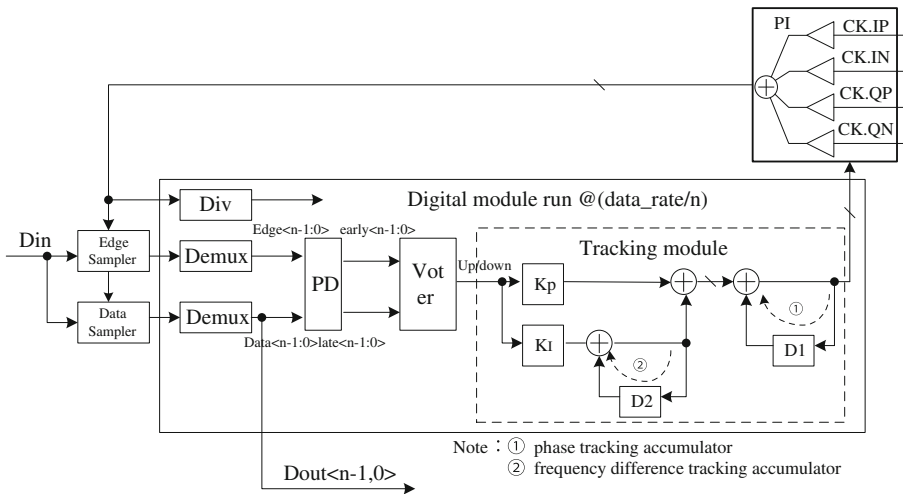 PI
CK.IP
CK.IN
CK.QP
CK.QN
Digital module run @(data_rate/n)
Div
Din
Edge
Sampler
Demux
Edge<n-1:0>
early<n-1:0>
PD
Vot
er
Up/down
Tracking module
Kp
①
Data
Sampler
Demux
Data<n-1:0>
late<n-1:0>
KI
②
D2
D1
Note：① phase tracking accumulator
② frequency difference tracking accumulator
Dout<n-1,0>